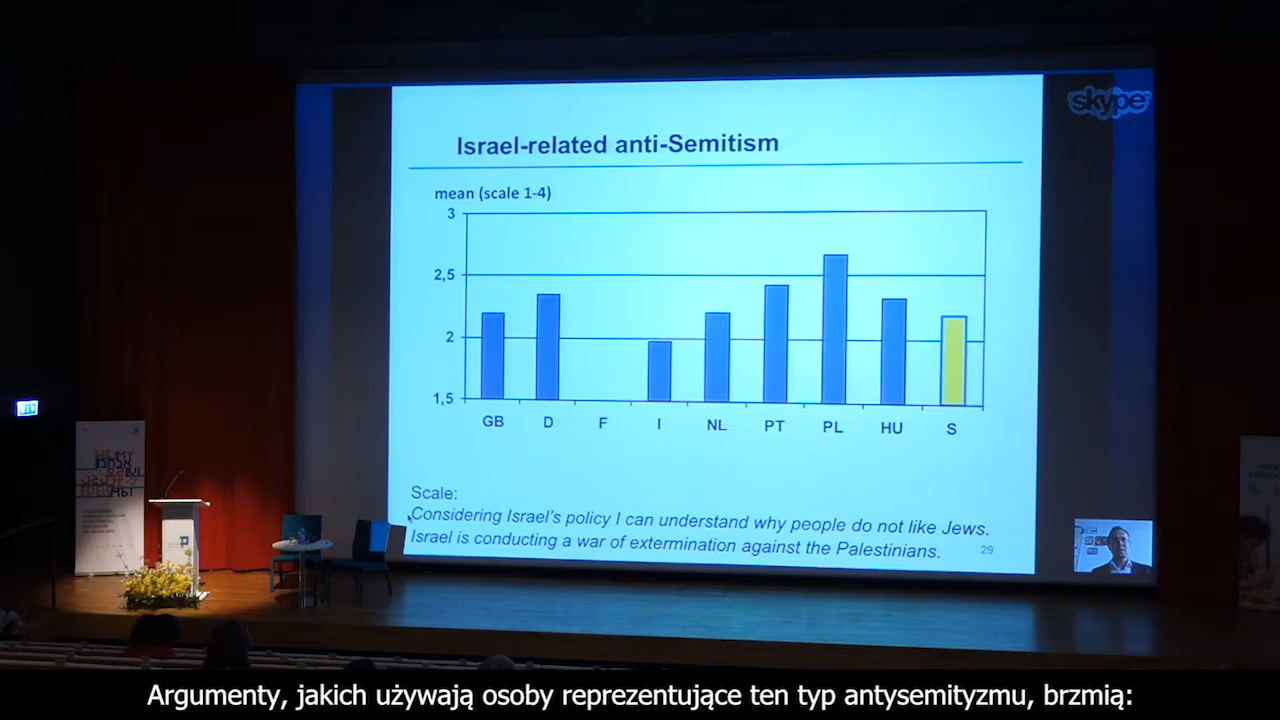 skype
Israel-related anti-Semitism
mean (scale 1-4)
3
2,5
2
1,5
GB D F I NL PT PL HU S
Scale:
Considering Israel's policy I can understand why people do not like Jews.
Israel is conducting a war of extermination against the Palestinians.
29
Argumenty, jakich używają osoby reprezentujące ten typ antysemityzmu, brzmią: